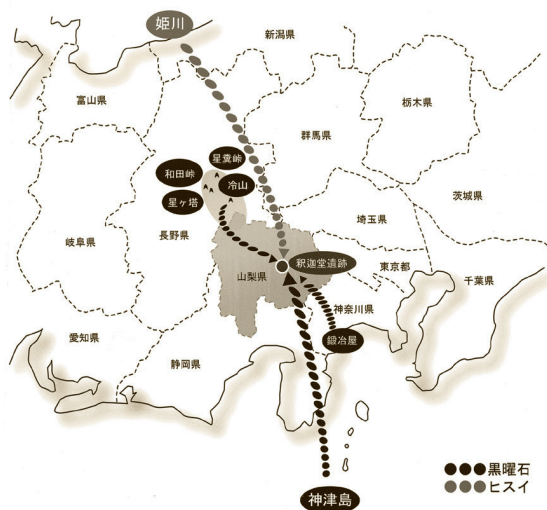 姫川
新潟県
富山県
栃木県
群馬県
星糞峠
和田峠
冷山
星ヶ塔
茨城県
埼玉県
長野県
岐阜県
釈迦堂遺跡
山梨県
東京都
千葉県
神奈川県
愛知県
鍛冶屋
静岡県
黒曜石
ヒスイ
神津島